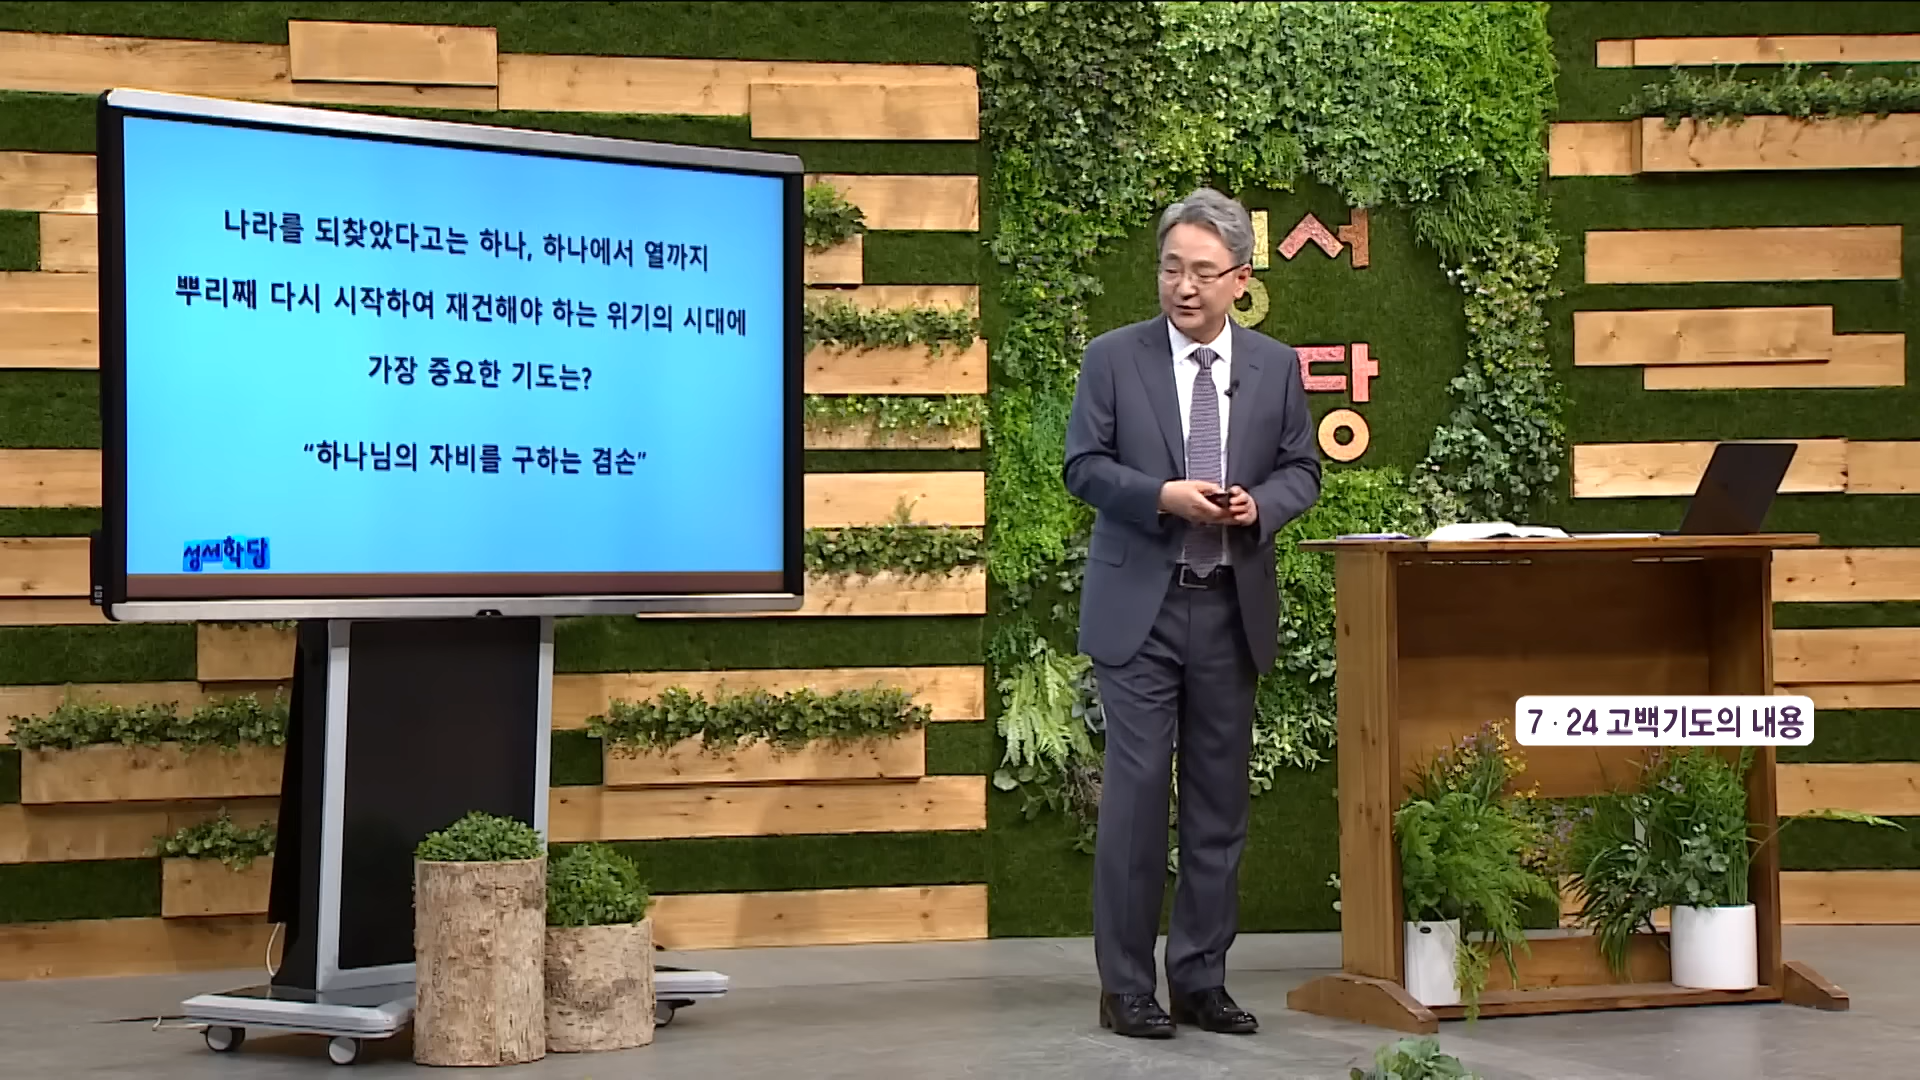 나라를 되찾았다고는 하나, 하나에서 열까지
뿌리째 다시 시작하여 재건해야 하는 위기의 시대에
가장 중요한 기도는?
“하나님의 자비를 구하는 겸손”
성서학당
서
당
7·24 고백기도의 내용